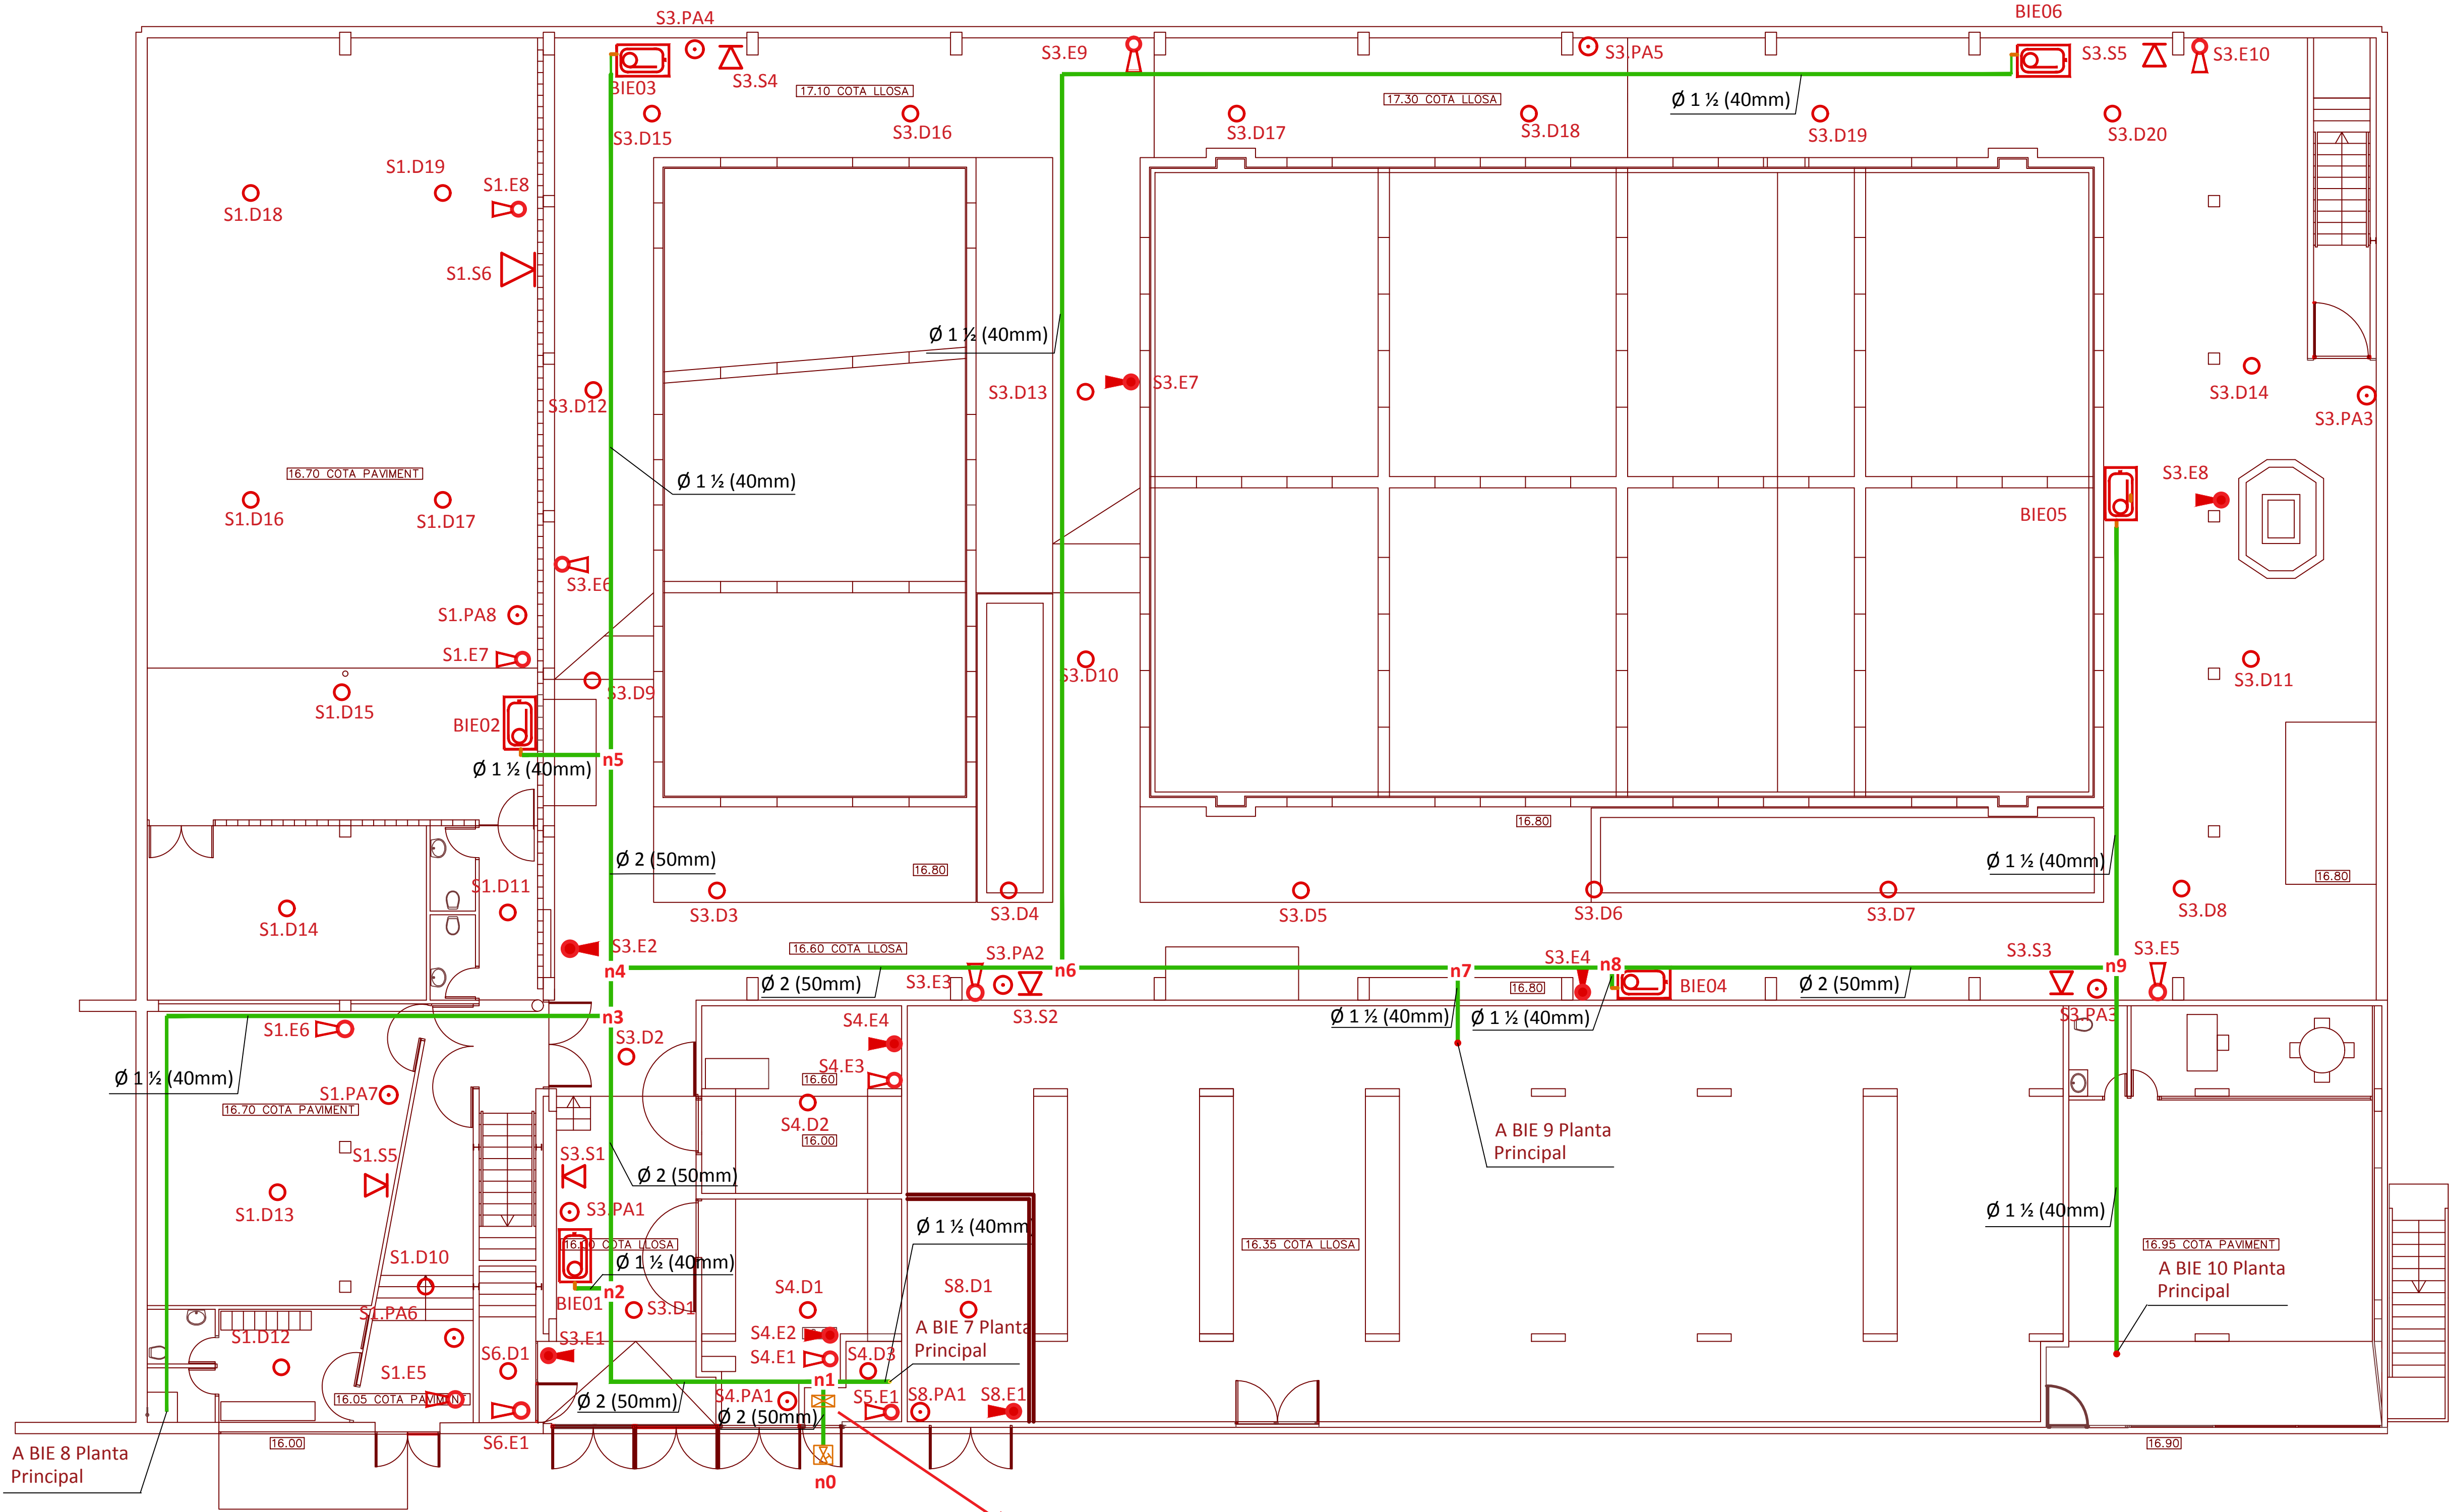 S3.PA4
BIE06
S3.E9
S3.PA5
S3.S5
S3.E10
S3.S4
BIE03
17.10 COTA LLOSA
17.30 COTA LLOSA
Ø 1 ½ (40mm)
S3.D15
S3.D16
S3.D17
S3.D18
S3.D19
S3.D20
S1.D19
S1.E8
S1.D18
S1.S6
Ø 1 ½ (40mm)
S3.D12
S3.D13
S3.E7
S3.D14
S3.PA3
16.70 COTA PAVIMENT
Ø 1 ½ (40mm)
S3.E8
S1.D16
S1.D17
BIE05
S3.E6
S1.PA8
S1.E7
S3.D9
S3.D10
S3.D11
S1.D15
BIE02
n5
Ø 1 ½ (40mm)
16.80
Ø 2 (50mm)
16.80
Ø 1 ½ (40mm)
16.80
S1.D11
S3.D3
S3.D4
S3.D5
S3.D6
S3.D7
S3.D8
S1.D14
S3.E2
16.60 COTA LLOSA
S3.PA2
S3.E4
S3.S3
S3.E5
n4
n6
n7
n8
n9
Ø 2 (50mm)
S3.E3
16.80
BIE04
Ø 2 (50mm)
n3
S3.S2
Ø 1 ½ (40mm)
Ø 1 ½ (40mm)
S3.PA3
S1.E6
S3.D2
S4.E4
S4.E3
16.60
Ø 1 ½ (40mm)
S1.PA7
16.70 COTA PAVIMENT
S4.D2
16.00
A BIE 9 Planta
Principal
S1.S5
S3.S1
Ø 2 (50mm)
S1.D13
S3.PA1
Ø 1 ½ (40mm)
Ø 1 ½ (40mm)
16.00 COTA LLOSA
16.35 COTA LLOSA
16.95 COTA PAVIMENT
S1.D10
Ø 1 ½ (40mm)
A BIE 10 Planta
Principal
n2
BIE01
S3.D1
S4.D1
S8.D1
S1.PA6
S1.D12
S3.E1
S4.E2
A BIE 7 Planta
Principal
S6.D1
S4.E1
S4.D3
S1.E5
n1
16.05 COTA PAVIMENT
Ø 2 (50mm)
S4.PA1
S5.E1
S8.PA1
S8.E1
Ø 2 (50mm)
16.00
S6.E1
16.90
A BIE 8 Planta
Principal
n0